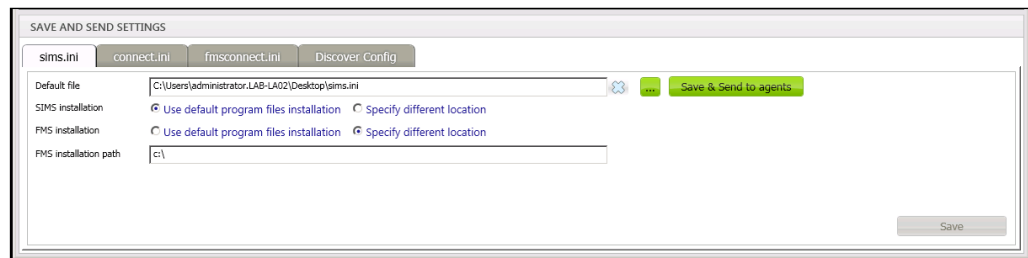 SAVE AND SEND SETTINGS
sims.ini connect.ini fmsconnect.ini Discover Config
Default file C:\Users\administrator.LAB-LA02\Desktop\sims.ini ... Save & Send to agents
SIMS installation Use default program files installation Specify different location
FMS installation Use default program files installation Specify different location
FMS installation path c:\
Save